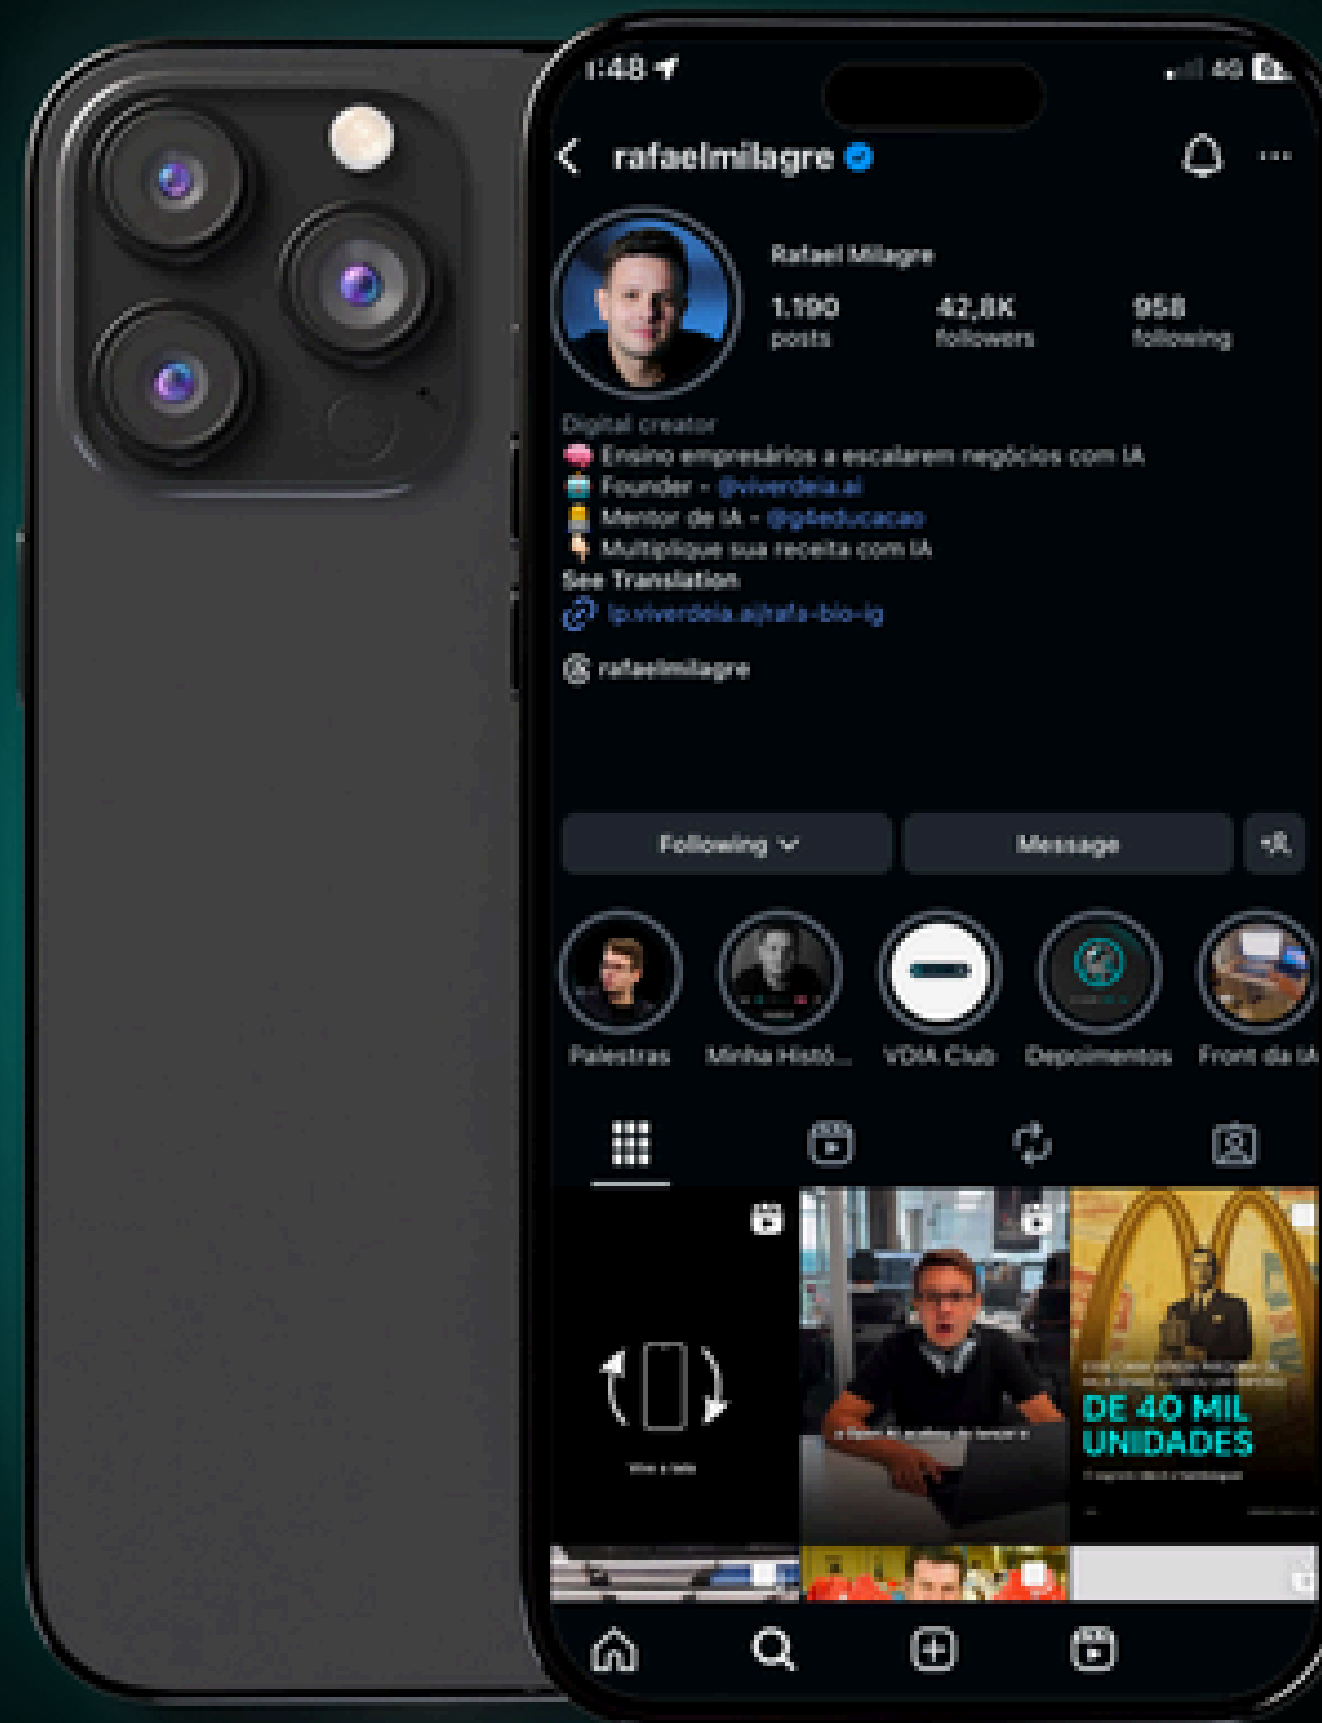 1:48
4G
rafaelmilagre
Rafael Milagre
1.190 42,8K 958
posts followers following
Digital creator
Ensino empresários a escalarem negócios com IA
Founder - @viverdeia.ai
Mentor de IA - @g4educacao
Multiplique sua receita com IA
See Translation
lp.viverdeia.ai/rafa-bio-ig
rafaelmilagre
Following Message
Palestras Minha Histó... VDIA Club Depoimentos Front da IA
DE 40 MIL
UNIDADES